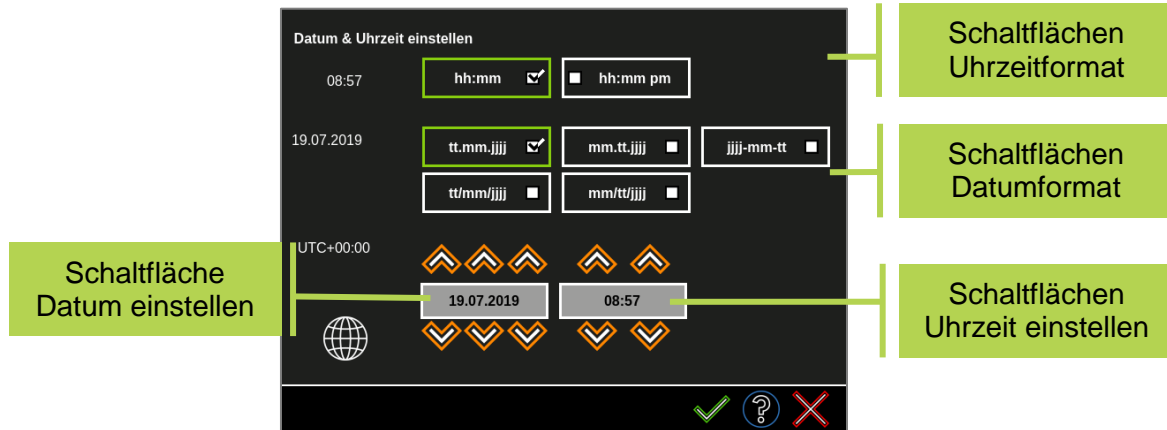 Datum & Uhrzeit einstellen
08:57
hh:mm
hh:mm pm
Schaltflächen
Uhrzeitformat
19.07.2019
tt.mm.jjjj
mm.tt.jjjj
jjjj-mm-tt
tt/mm/jjjj
mm/tt/jjjj
Schaltflächen
Datumformat
UTC+00:00
Schaltfläche
Datum einstellen
19.07.2019
08:57
Schaltflächen
Uhrzeit einstellen
?